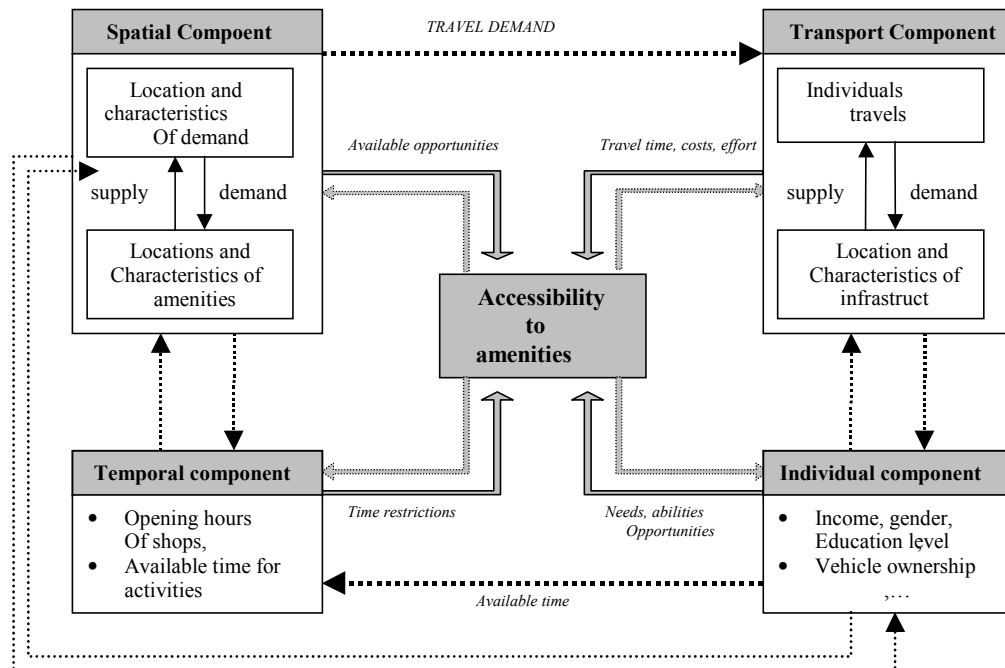 Spatial Compoent
TRAVEL DEMAND
Transport Component
Location and
characteristics
Of demand
Individuals
travels
Available opportunities
Travel time, costs, effort
supply
demand
supply
demand
Locations and
Characteristics of
amenities
Location and
Characteristics of
infrastruct
Accessibility
to
amenities
Temporal component
Individual component
Time restrictions
Needs, abilities
Opportunities
• Opening hours
Of shops,
• Available time for
activities
• Income, gender,
Education level
• Vehicle ownership
,…
Available time